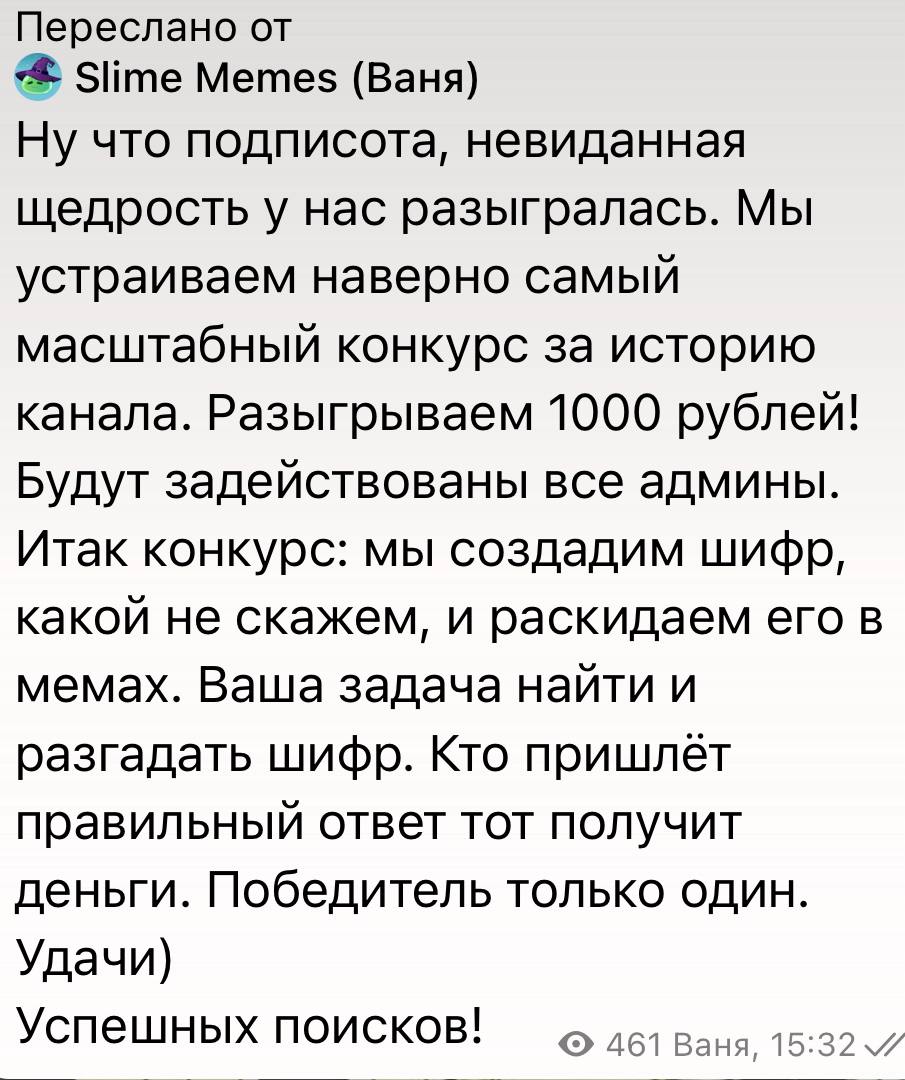 Переслано от
Slime Memes (Ваня)
Ну что подписота, невиданная
щедрость у нас разыгралась. Мы
устраиваем наверно самый
масштабный конкурс за историю
канала. Разыгрываем 1000 рублей!
Будут задействованы все админы.
Итак конкурс: мы создадим шифр,
какой не скажем, и раскидаем его в
мемах. Ваша задача найти и
разгадать шифр. Кто пришлёт
правильный ответ тот получит
деньги. Победитель только один.
Удачи)
Успешных поисков!
461 Ваня, 15:32